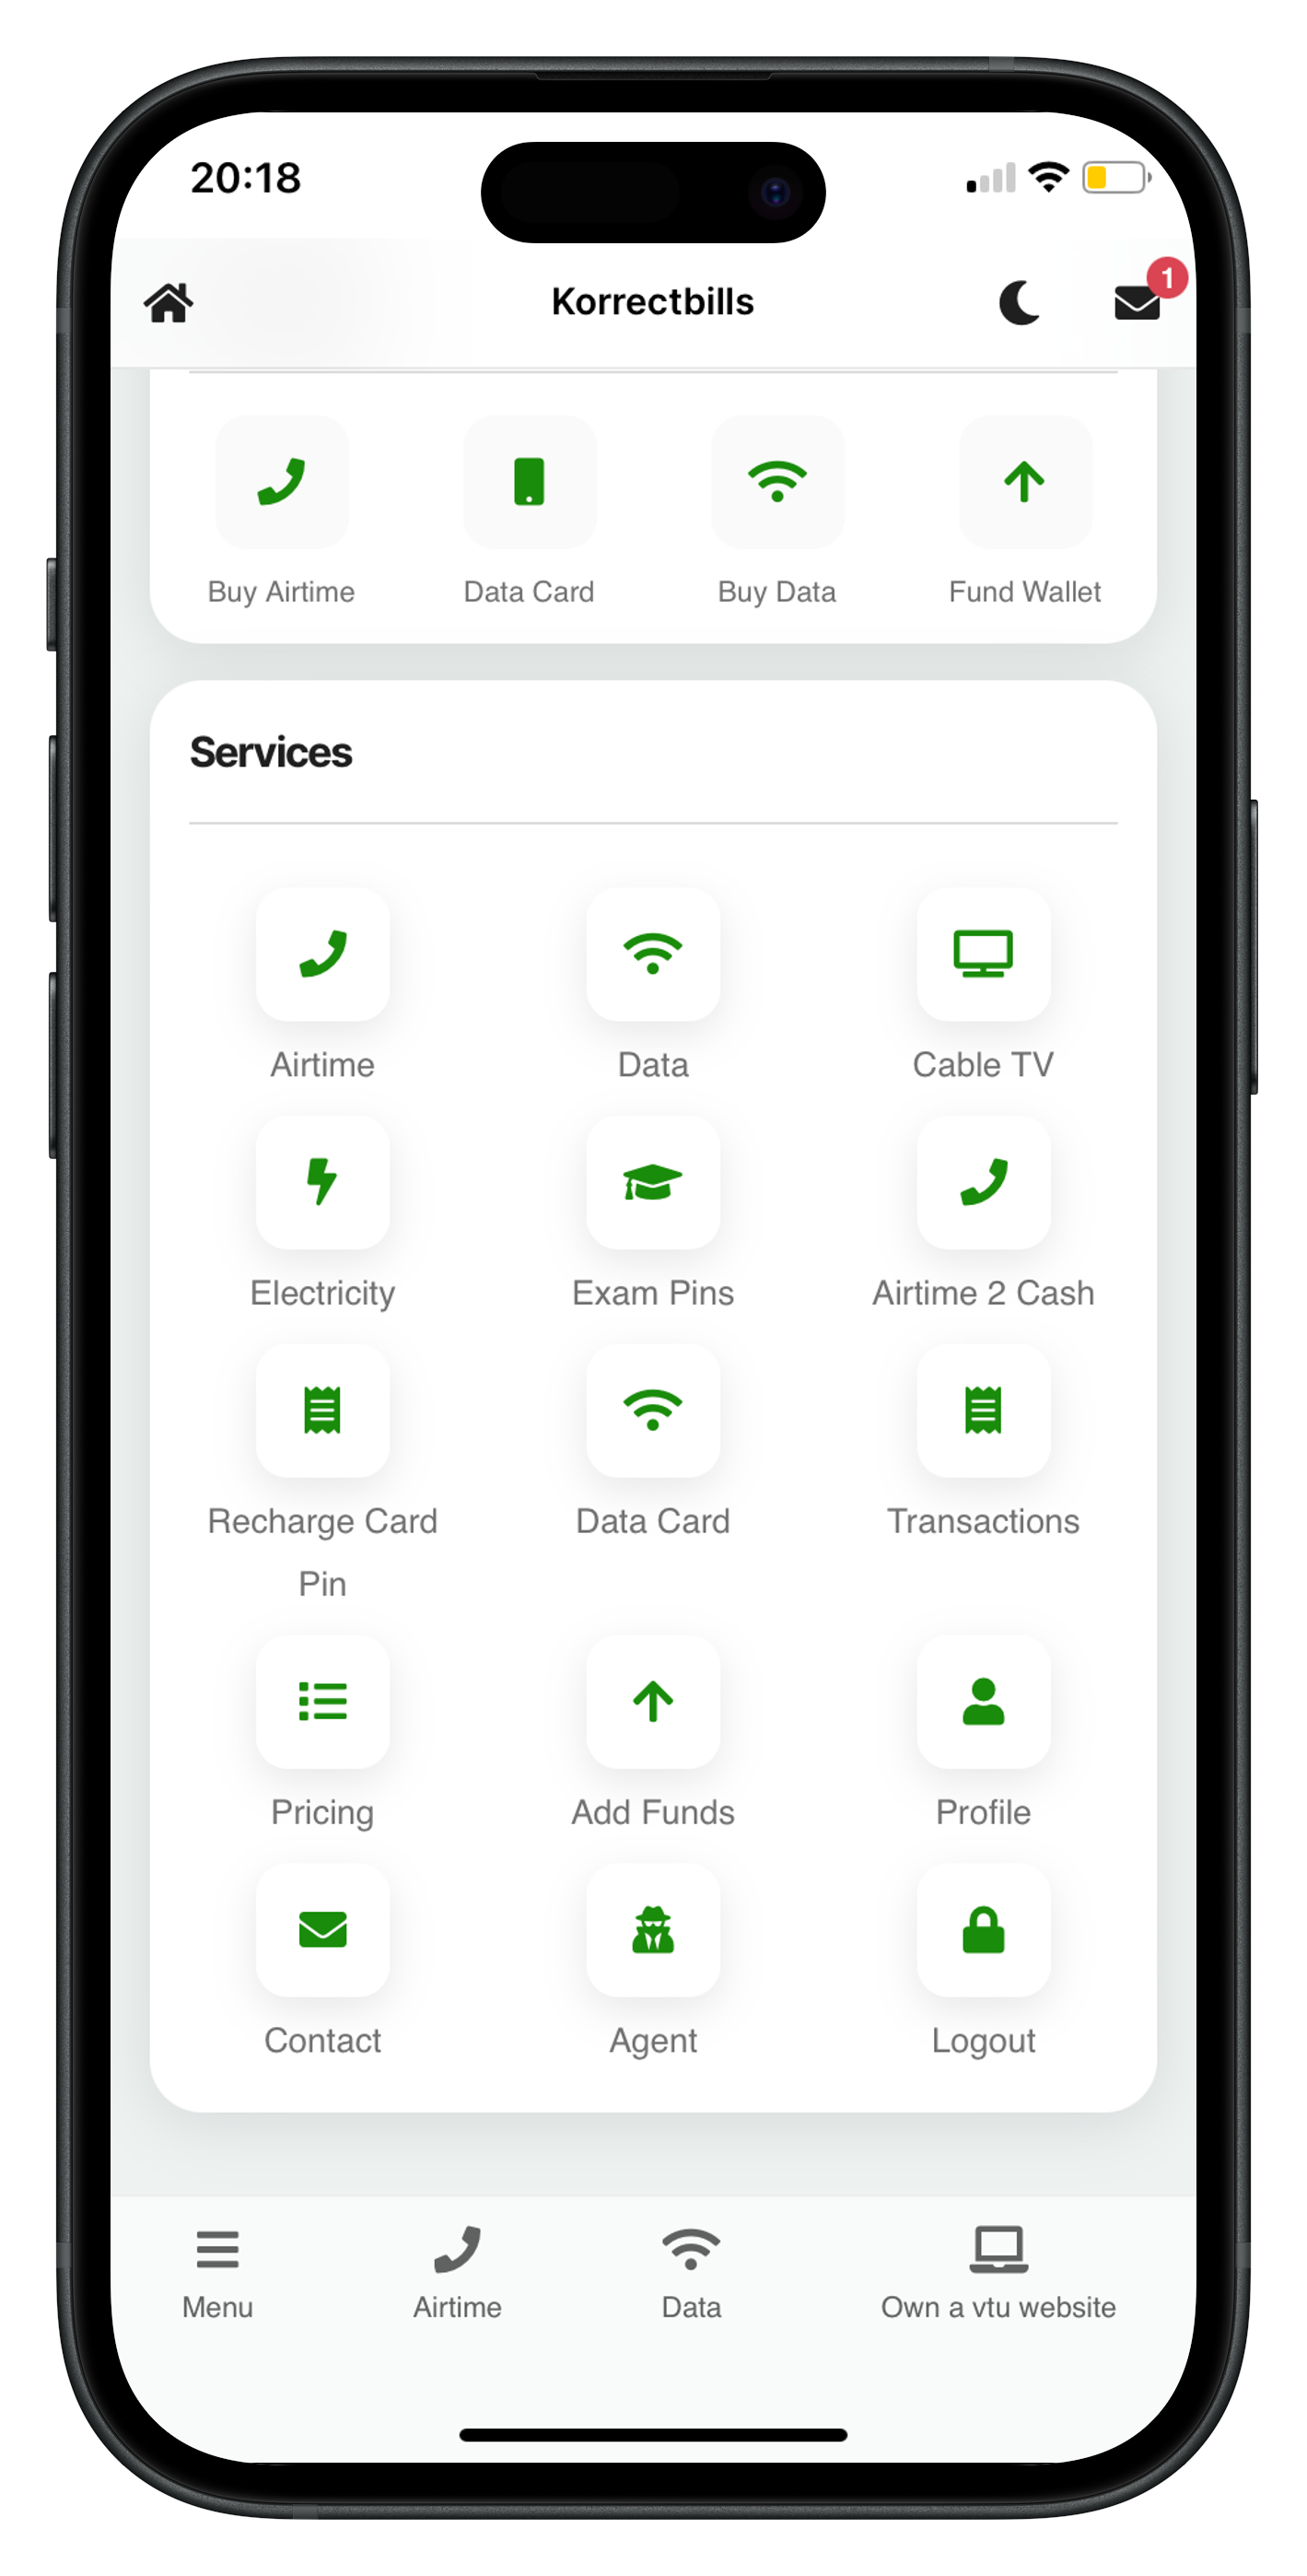 20:18
Korrectbills
1
Buy Airtime
Data Card
Buy Data
Fund Wallet
Services
Airtime
Data
Cable TV
Electricity
Exam Pins
Airtime 2 Cash
Recharge Card
Pin
Data Card
Transactions
Pricing
Add Funds
Profile
Contact
Agent
Logout
Menu
Airtime
Data
Own a vtu website